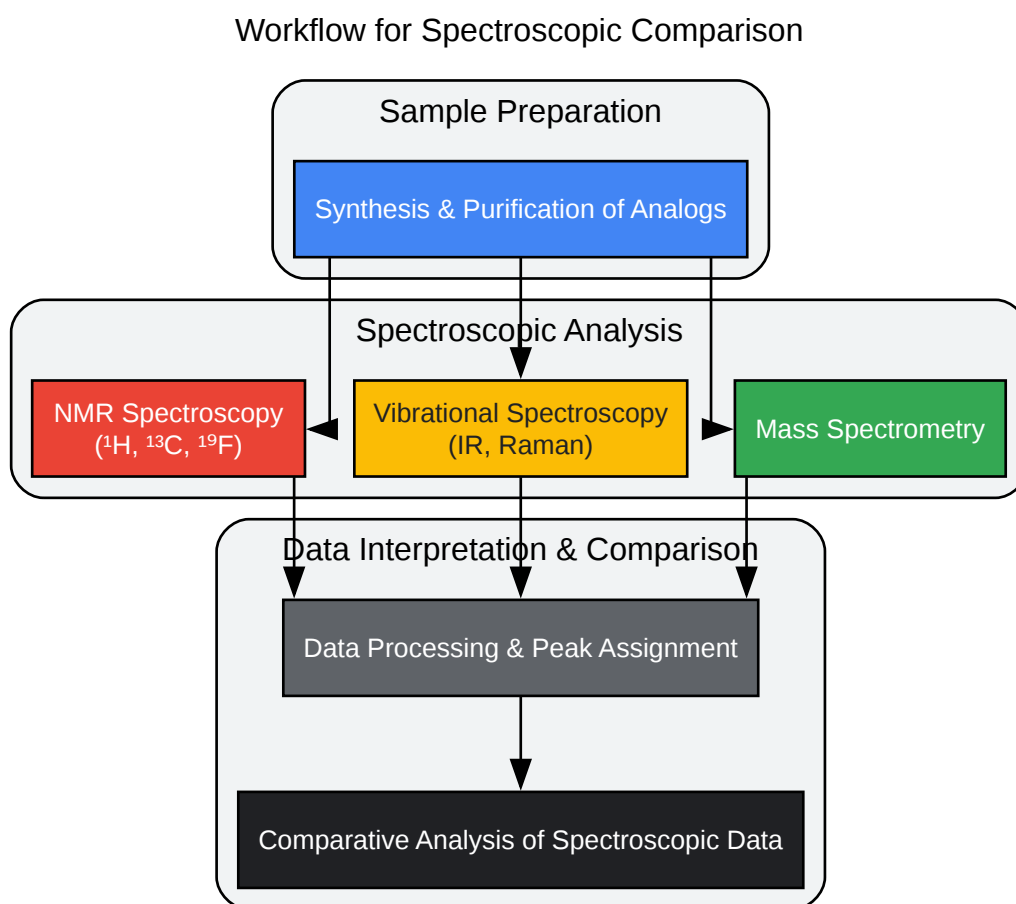 Workflow for Spectroscopic Comparison
Sample Preparation
Synthesis & Purification of Analogs
Spectroscopic Analysis
NMR Spectroscopy
(¹H, ¹³C, ¹⁹F)
Vibrational Spectroscopy
(IR, Raman)
Mass Spectrometry
Data Interpretation & Comparison
Data Processing & Peak Assignment
Comparative Analysis of Spectroscopic Data